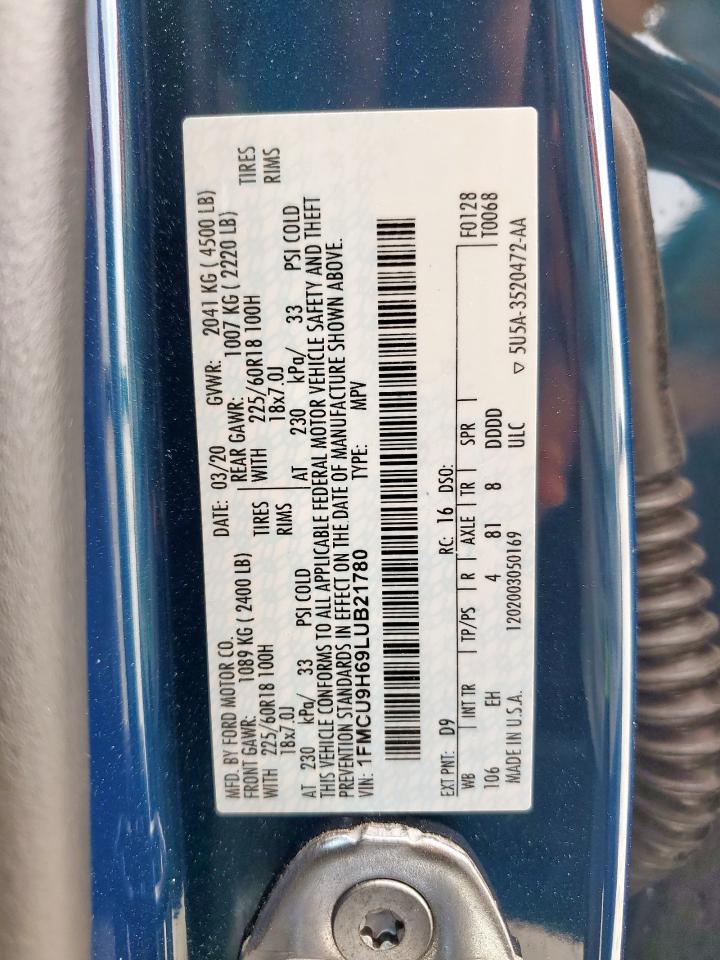 MFD. BY FORD MOTOR CO. DATE: 03/20 GVWR: 2041 KG ( 4500 LB)
FRONT GAWR: 1089 KG ( 2400 LB) REAR GAWR: 1007 KG ( 2220 LB)
WITH 225/60R18 100H TIRES WITH 225/60R18 100H TIRES
18x7.0J RIMS 18x7.0J RIMS
AT 230 kPa/ 33 PSI COLD AT 230 kPa/ 33 PSI COLD
THIS VEHICLE CONFORMS TO ALL APPLICABLE FEDERAL MOTOR VEHICLE SAFETY AND THEFT
PREVENTION STANDARDS IN EFFECT ON THE DATE OF MANUFACTURE SHOWN ABOVE.
VIN: 1FMCU9H69LUB21780 TYPE: MPV
EXT PNT: D9 RC: 16 DSO: F0128
WB INT TR TP/PS R AXLE TR SPR T0068
106 EH 4 81 8 DDDD
MADE IN U.S.A. 1202003050169 ULC ▽ 5U5A-3520472-AA